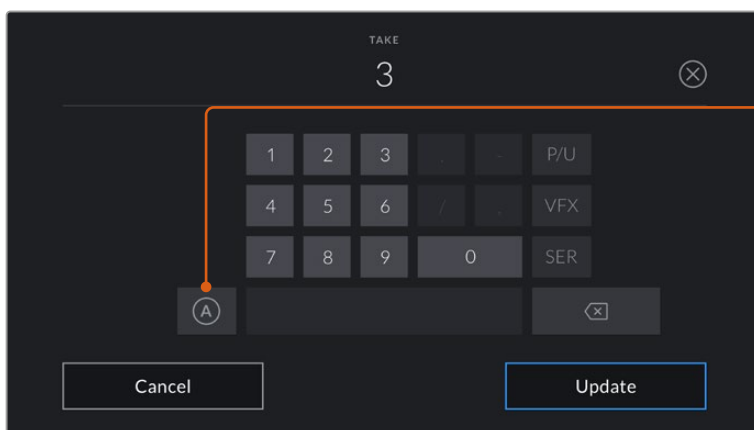 TAKE
3
1 2 3 . - P/U
4 5 6 / , VFX
7 8 9 0 SER
A
Cancel Update